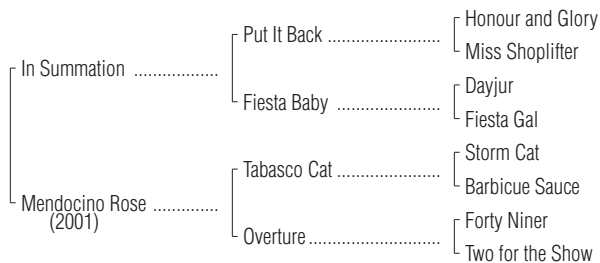 Honour and Glory
Put It Back ........................
Miss Shoplifter
In Summation .................
Dayjur
Fiesta Baby ......................
Fiesta Gal
Storm Cat
Tabasco Cat ......................
Barbicue Sauce
Mendocino Rose ..............
(2001)
Forty Niner
Overture............................
Two for the Show